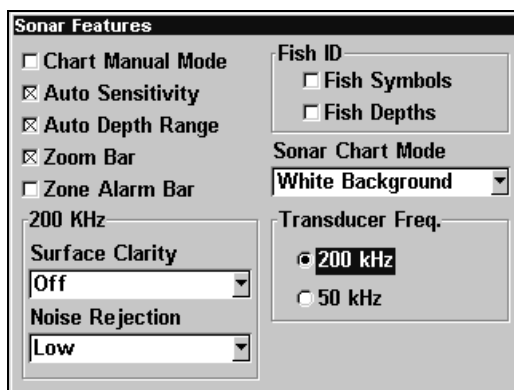 Sonar Features
Chart Manual Mode
Auto Sensitivity
Auto Depth Range
Zoom Bar
Zone Alarm Bar
200 KHz
Surface Clarity
Off
Noise Rejection
Low
Fish ID
Fish Symbols
Fish Depths
Sonar Chart Mode
White Background
Transducer Freq.
200 kHz
50 kHz